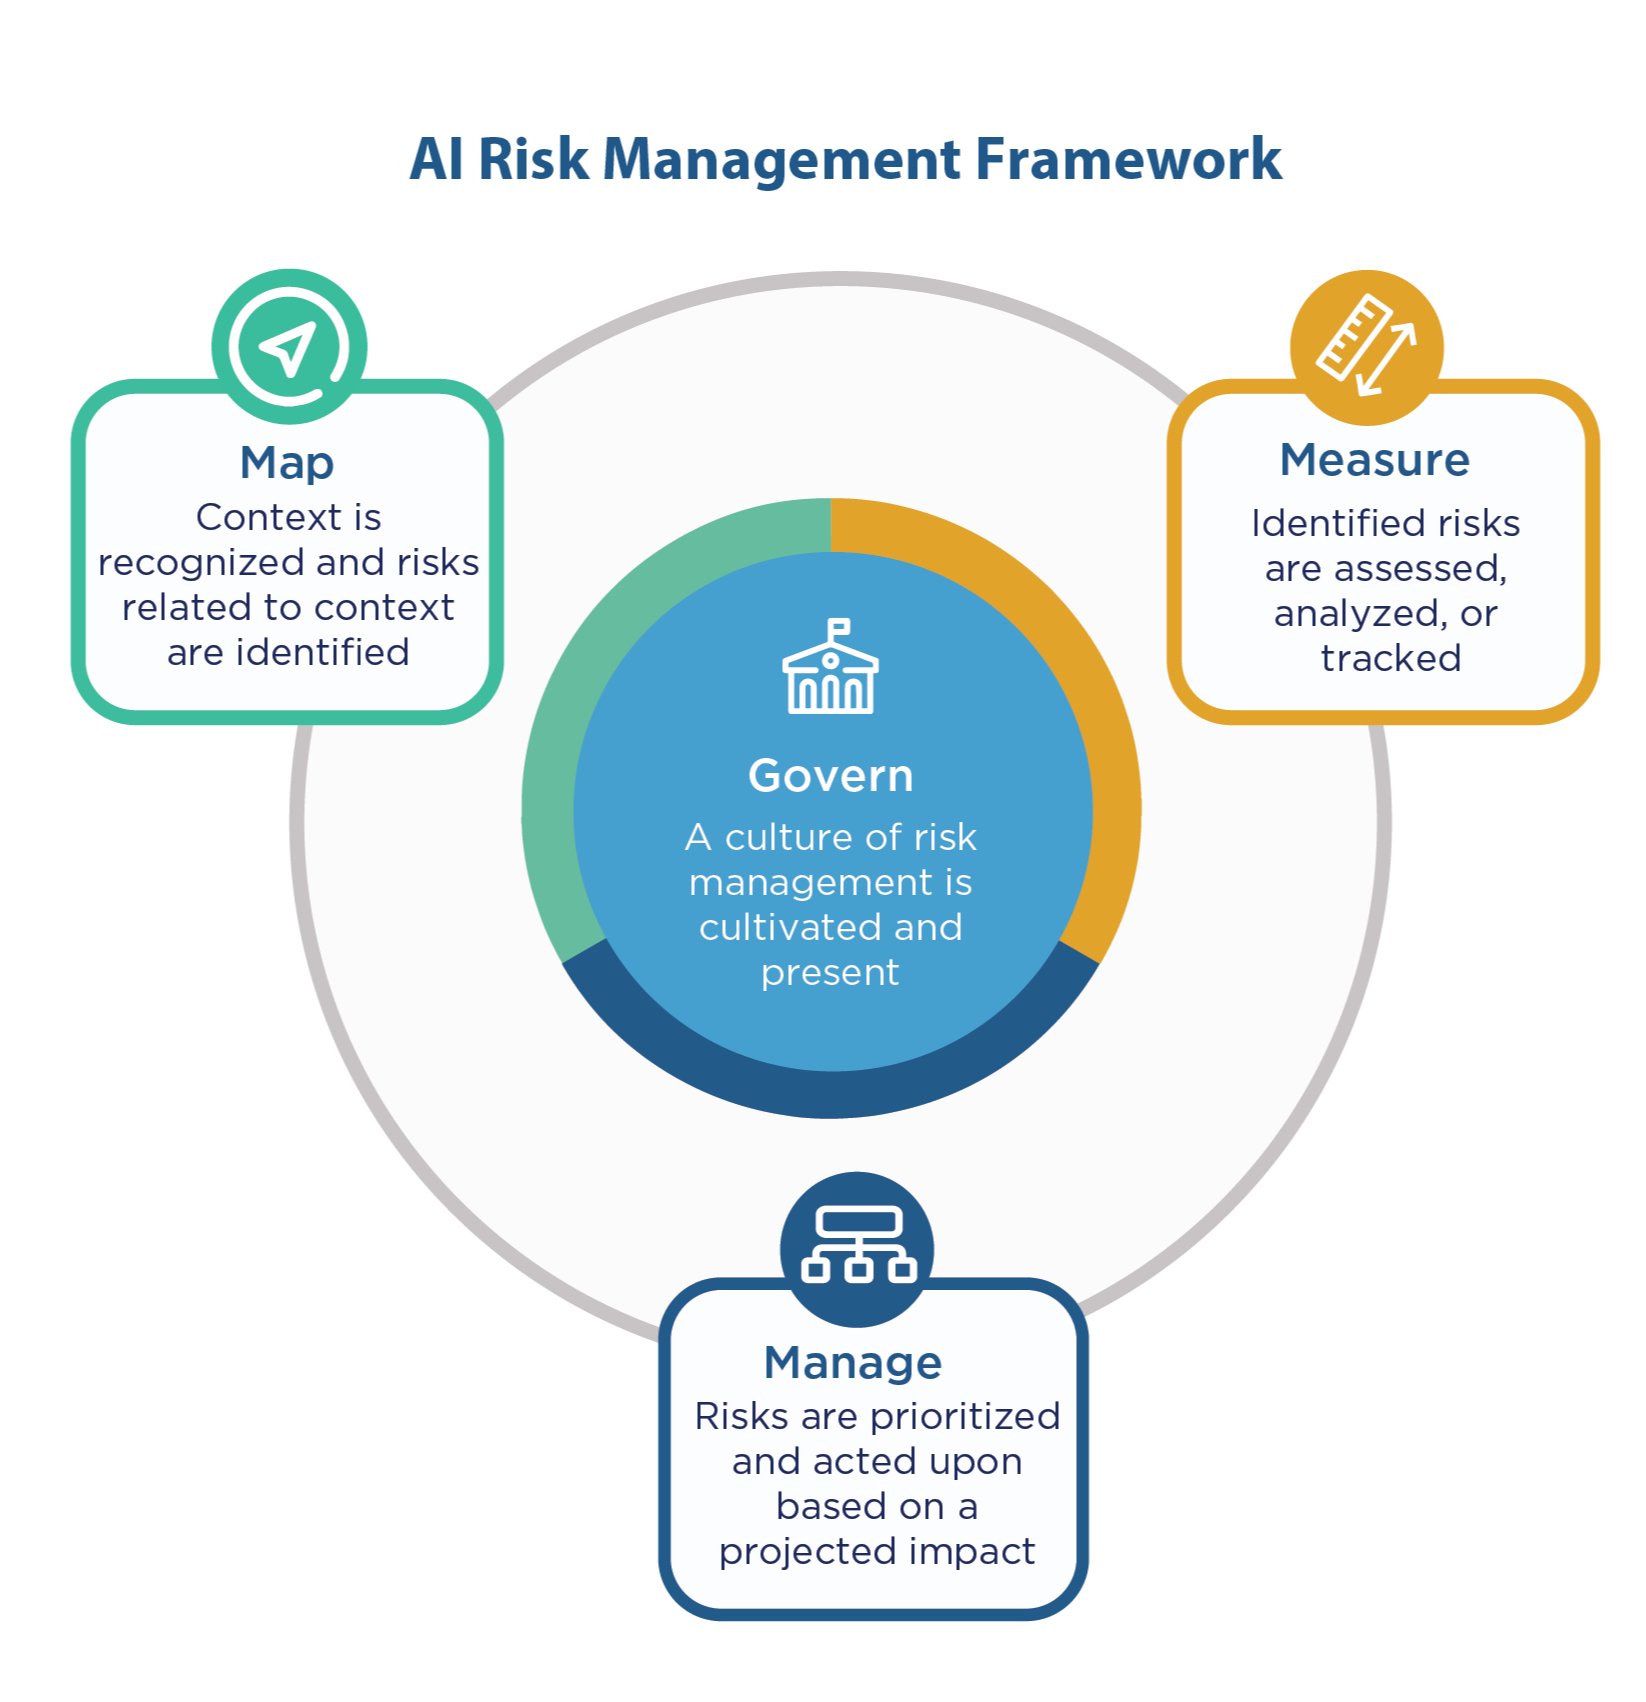 AI Risk Management Framework
Map
Context is
recognized and risks
related to context
are identified
Measure
Identified risks
are assessed,
analyzed, or
tracked
Govern
A culture of risk
management is
cultivated and
present
Manage
Risks are prioritized
and acted upon
based on a
projected impact